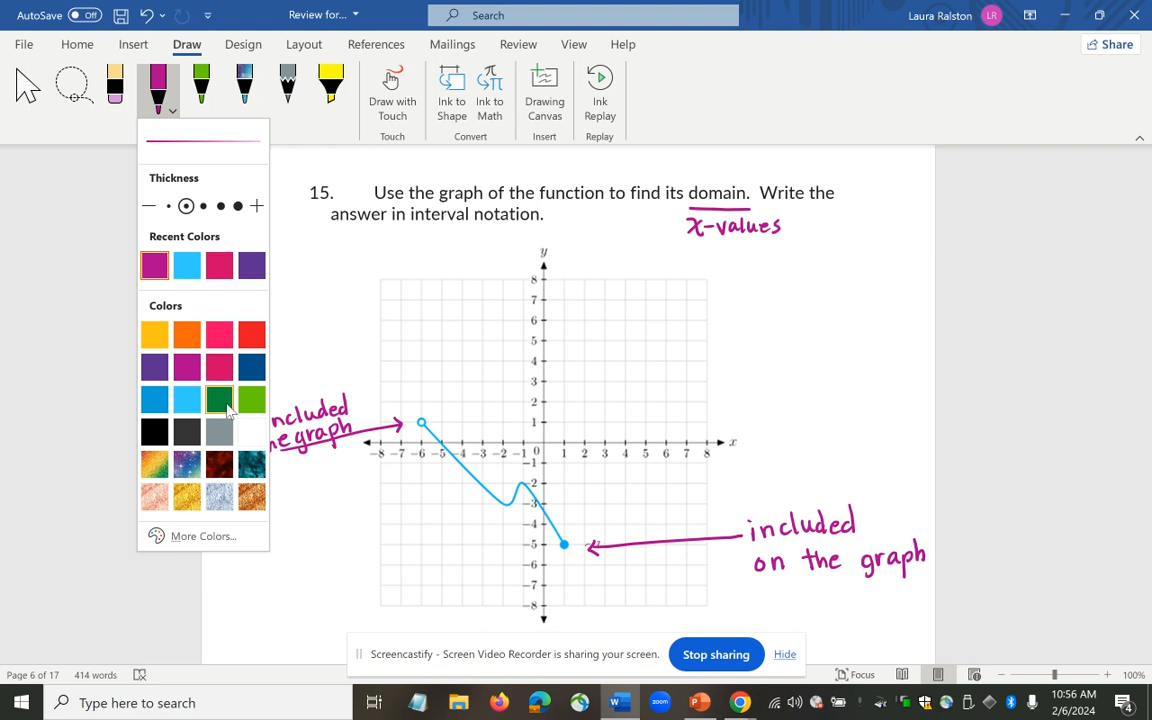 AutoSave Off Review for... Search Laura Ralston LR
File Home Insert Draw Design Layout References Mailings Review View Help Share
Draw with Touch Ink to Shape Ink to Math Drawing Canvas Ink Replay
Touch Convert Insert Replay
Thickness
Recent Colors
Colors
More Colors...
15. Use the graph of the function to find its domain. Write the
answer in interval notation.
x-values
y
8
7
6
5
4
3
2
1
included
graph
-8 -7 -6 -5 -4 -3 -2 -1 0 1 2 3 4 5 6 7 8 x
-1
-2
-3
-4
-5
-6
-7
-8
included
on the graph
Screencastify - Screen Video Recorder is sharing your screen. Stop sharing Hide
Page 6 of 17 414 words Focus 100%
Type here to search W zoom P 10:56 AM
2/6/2024 4